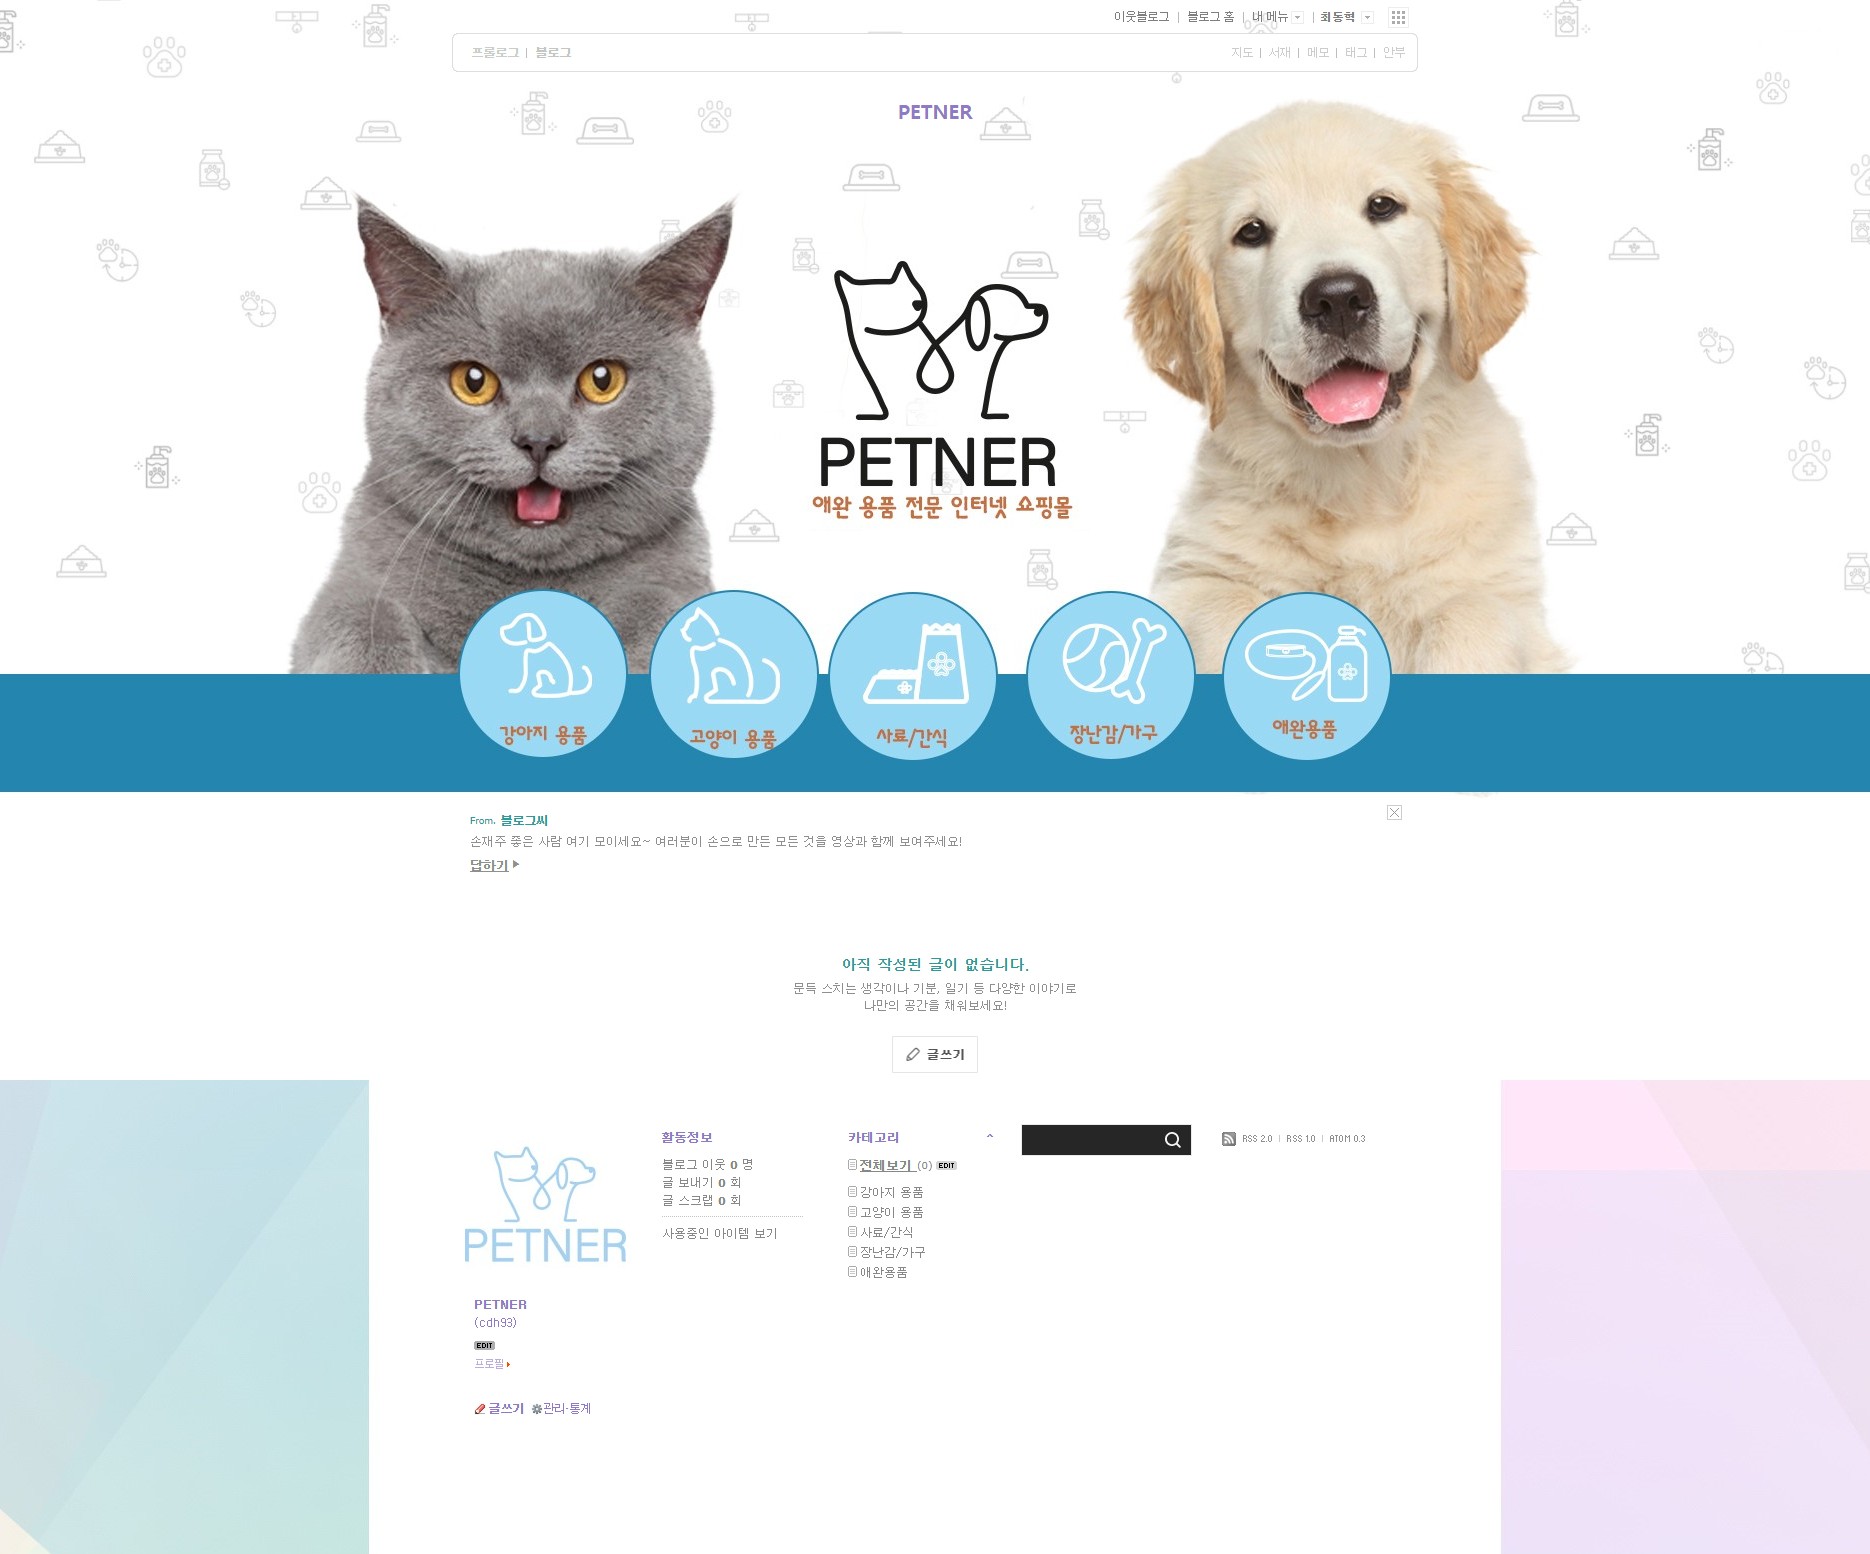 이웃블로그 | 블로그 홈 | 내 메뉴 | 최동혁
프롤로그 | 블로그
지도 | 서재 | 메모 | 태그 | 안부
PETNER
PETNER
애완 용품 전문 인터넷 쇼핑몰
강아지 용품
고양이 용품
사료/간식
장난감/가구
애완용품
From. 블로그씨
손재주 좋은 사람 여기 모이세요~ 여러분이 손으로 만든 모든 것을 영상과 함께 보여주세요!
답하기
아직 작성된 글이 없습니다.
문득 스치는 생각이나 기분, 일기 등 다양한 이야기로
나만의 공간을 채워보세요!
글쓰기
PETNER
PETNER
(cdh93)
EDIT
프로필
글쓰기 관리·통계
활동정보
블로그 이웃 0 명
글 보내기 0 회
글 스크랩 0 회
사용중인 아이템 보기
카테고리
전체보기 (0) EDIT
강아지 용품
고양이 용품
사료/간식
장난감/가구
애완용품
RSS 2.0 | RSS 1.0 | ATOM 0.3